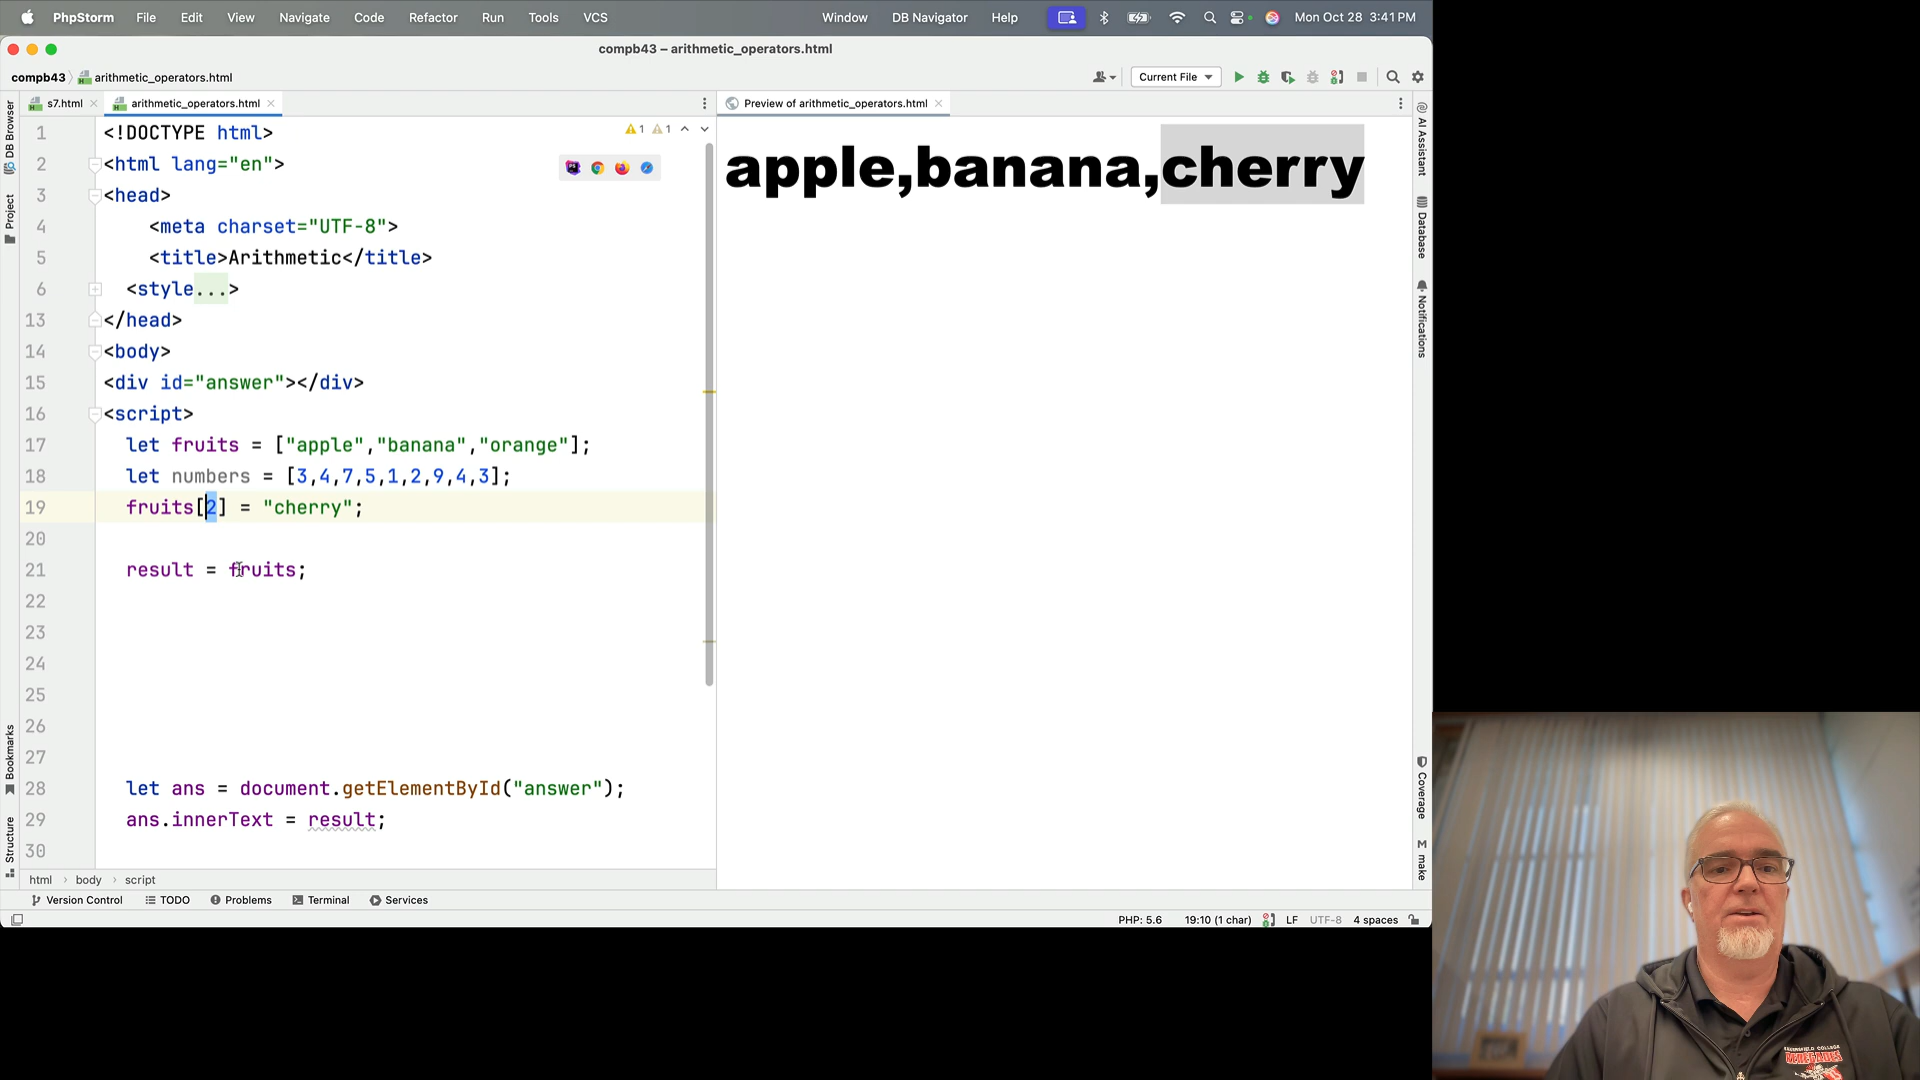 PhpStorm File Edit View Navigate Code Refactor Run Tools VCS Window DB Navigator Help Mon Oct 28 3:41 PM
compb43 – arithmetic_operators.html
compb43 arithmetic_operators.html Current File
s7.html arithmetic_operators.html Preview of arithmetic_operators.html
DB Browser
Project
Bookmarks
Structure
1 <!DOCTYPE html> 1 1
2 <html lang="en">
3 <head>
4 <meta charset="UTF-8">
5 <title>Arithmetic</title>
6 <style...>
13 </head>
14 <body>
15 <div id="answer"></div>
16 <script>
17 let fruits = ["apple","banana","orange"];
18 let numbers = [3,4,7,5,1,2,9,4,3];
19 fruits[2] = "cherry";
20
21 result = fruits;
22
23
24
25
26
27
28 let ans = document.getElementById("answer");
29 ans.innerText = result;
30
apple,banana,cherry
AI Assistant
Database
Notifications
Coverage
M make
html body script
Version Control TODO Problems Terminal Services
PHP: 5.6 19:10 (1 char) LF UTF-8 4 spaces
BAKERSFIELD COLLEGE
RENEGADES